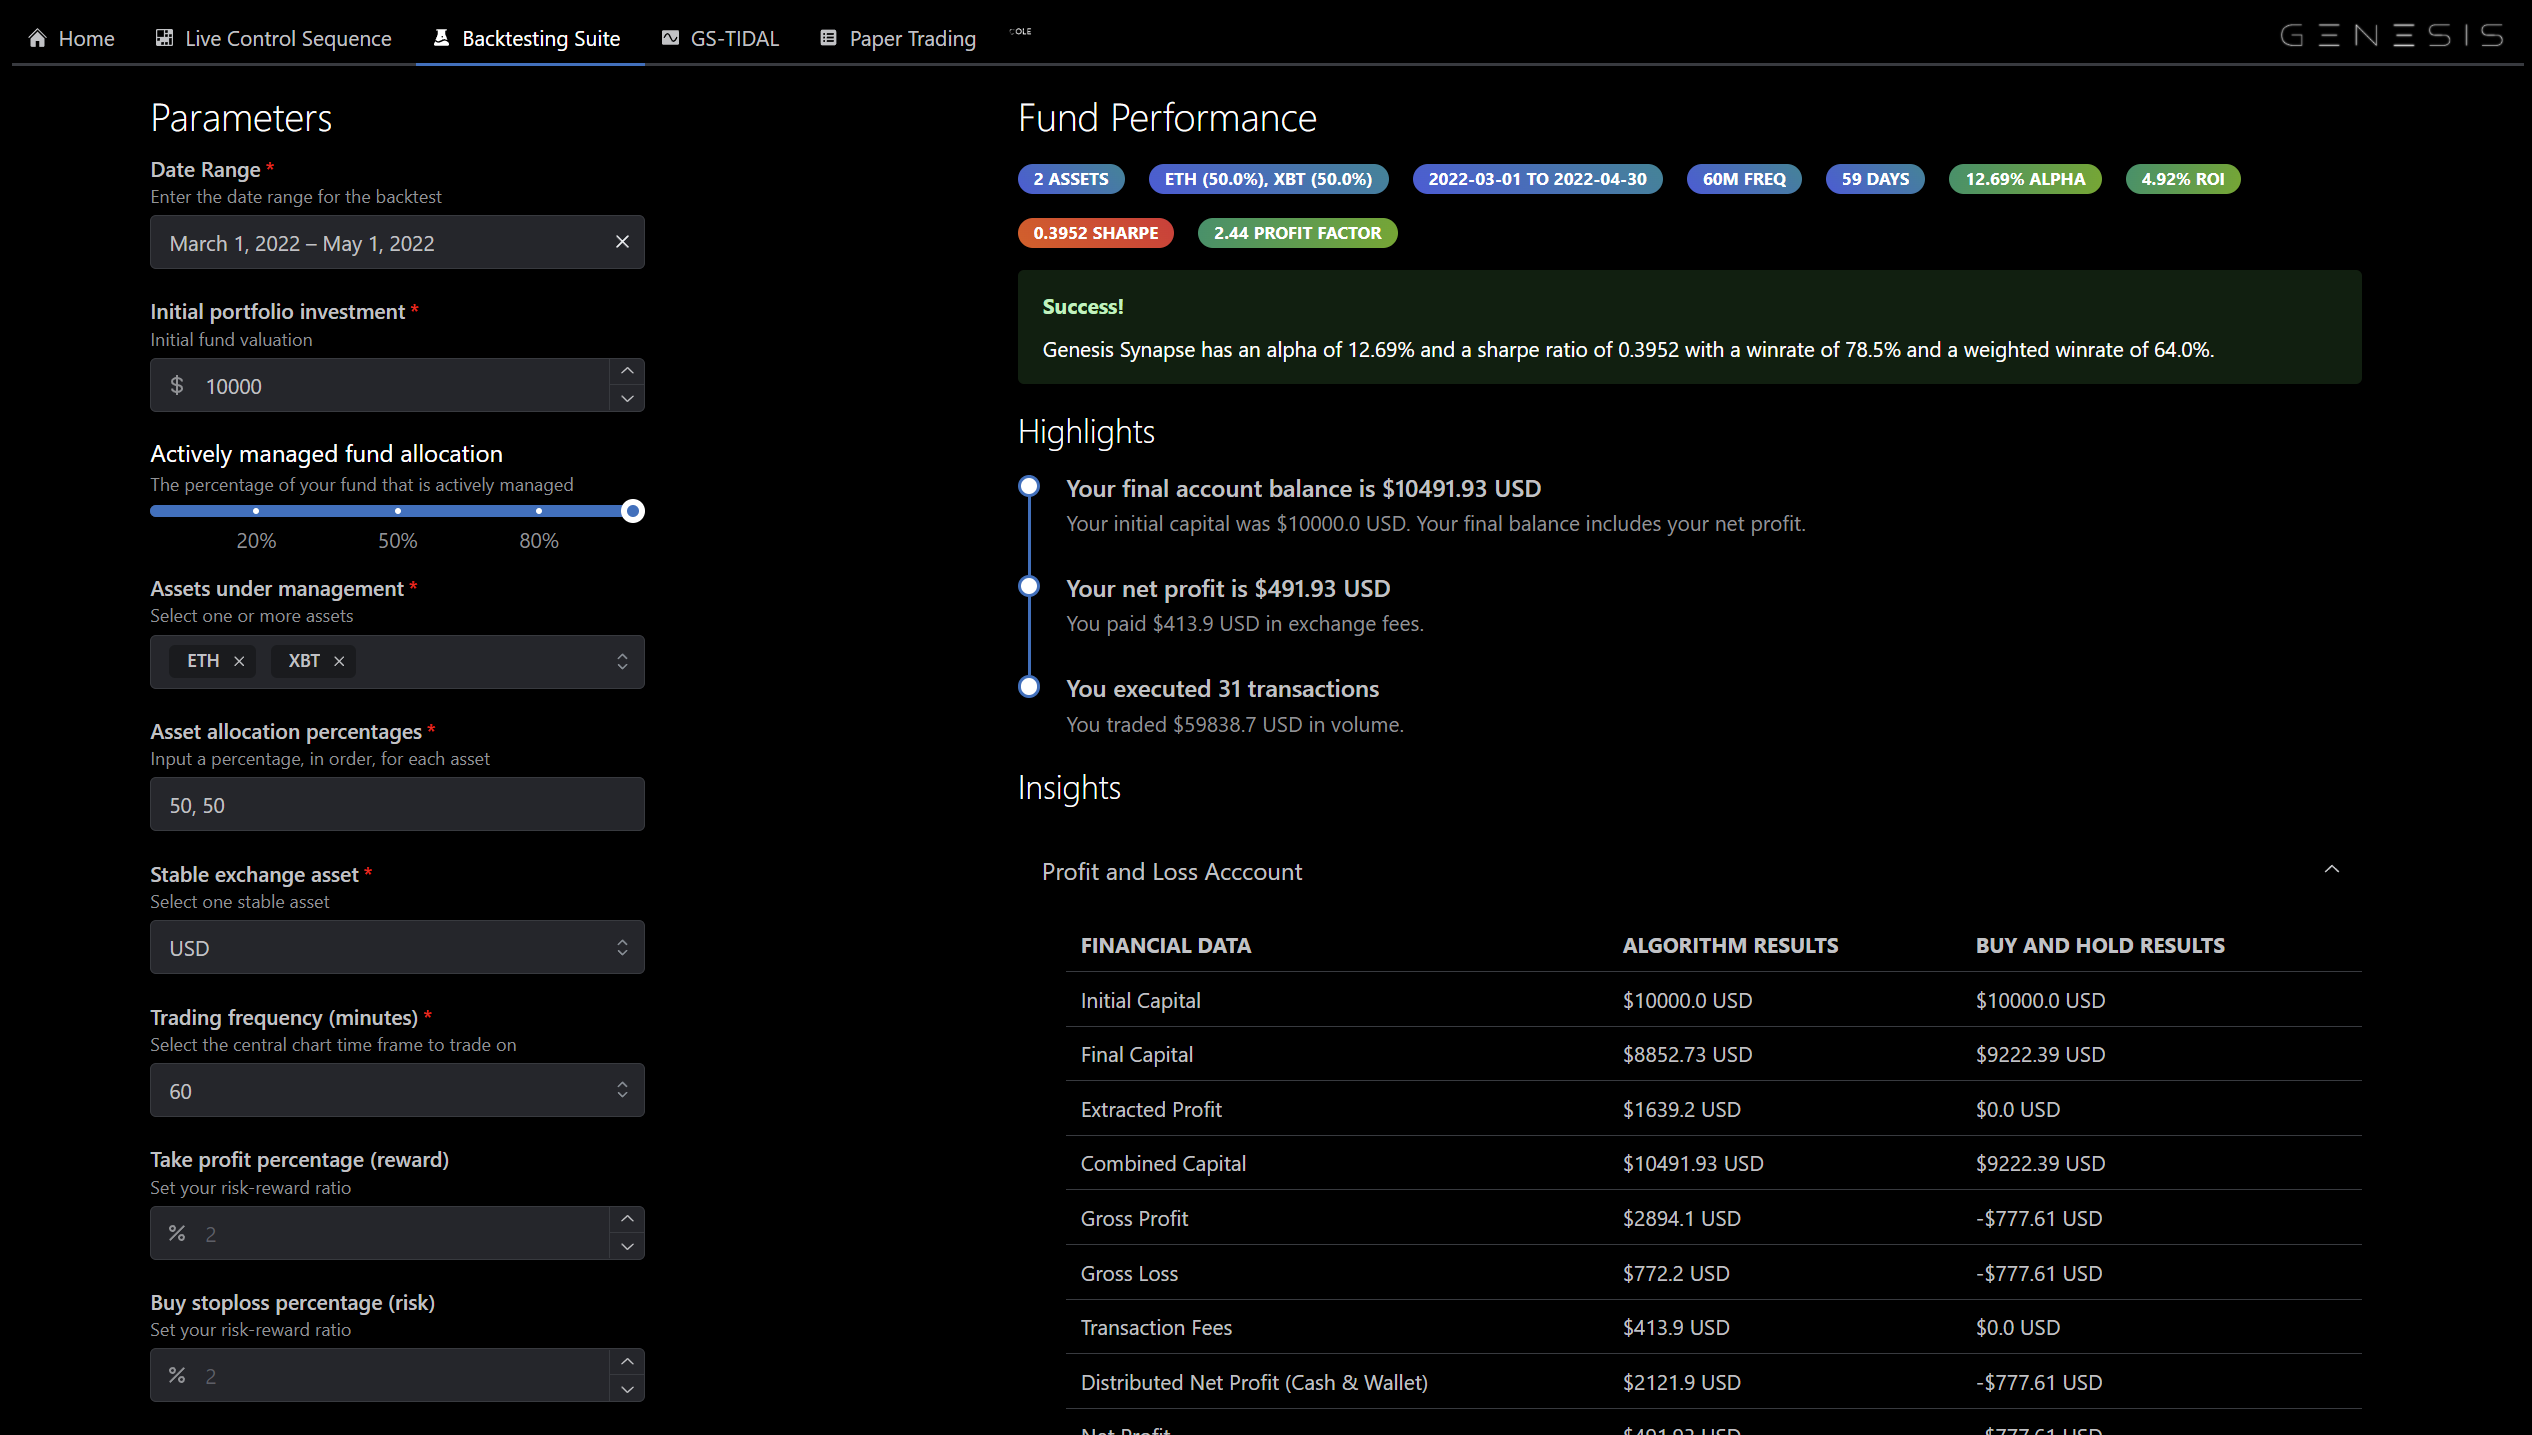 Home Live Control Sequence Backtesting Suite GS-TIDAL Paper Trading GENESIS
Parameters
Date Range *
Enter the date range for the backtest
March 1, 2022 – May 1, 2022
Initial portfolio investment *
Initial fund valuation
$ 10000
Actively managed fund allocation
The percentage of your fund that is actively managed
20% 50% 80%
Assets under management *
Select one or more assets
ETH XBT
Asset allocation percentages *
Input a percentage, in order, for each asset
50, 50
Stable exchange asset *
Select one stable asset
USD
Trading frequency (minutes) *
Select the central chart time frame to trade on
60
Take profit percentage (reward)
Set your risk-reward ratio
% 2
Buy stoploss percentage (risk)
Set your risk-reward ratio
% 2
Fund Performance
2 ASSETS ETH (50.0%), XBT (50.0%) 2022-03-01 TO 2022-04-30 60M FREQ 59 DAYS 12.69% ALPHA 4.92% ROI
0.3952 SHARPE 2.44 PROFIT FACTOR
Success!
Genesis Synapse has an alpha of 12.69% and a sharpe ratio of 0.3952 with a winrate of 78.5% and a weighted winrate of 64.0%.
Highlights
Your final account balance is $10491.93 USD
Your initial capital was $10000.0 USD. Your final balance includes your net profit.
Your net profit is $491.93 USD
You paid $413.9 USD in exchange fees.
You executed 31 transactions
You traded $59838.7 USD in volume.
Insights
Profit and Loss Acccount
FINANCIAL DATA ALGORITHM RESULTS BUY AND HOLD RESULTS
Initial Capital $10000.0 USD $10000.0 USD
Final Capital $8852.73 USD $9222.39 USD
Extracted Profit $1639.2 USD $0.0 USD
Combined Capital $10491.93 USD $9222.39 USD
Gross Profit $2894.1 USD -$777.61 USD
Gross Loss $772.2 USD -$777.61 USD
Transaction Fees $413.9 USD $0.0 USD
Distributed Net Profit (Cash & Wallet) $2121.9 USD -$777.61 USD
Net Profit $491.93 USD -$777.61 USD